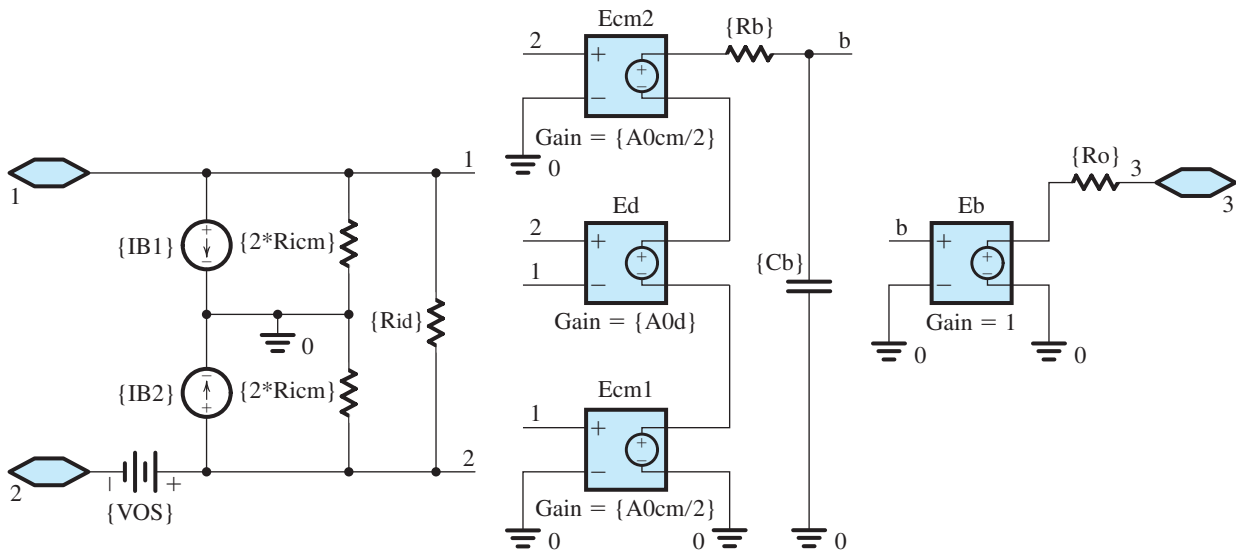 Ecm2
{Rb}
2
b
+
+
−
−
Gain = {A0cm/2}
0
1
1
{Ro}
3
3
{IB1}
+
−
{2*Ricm}
Ed
2
+
+
1
−
−
Gain = {A0d}
{Cb}
Eb
b
+
+
−
−
Gain = 1
0
0
0
{Rid}
{IB2}
−
+
{2*Ricm}
Ecm1
1
+
+
−
−
Gain = {A0cm/2}
0
0
0
2
2
−
+
{VOS}